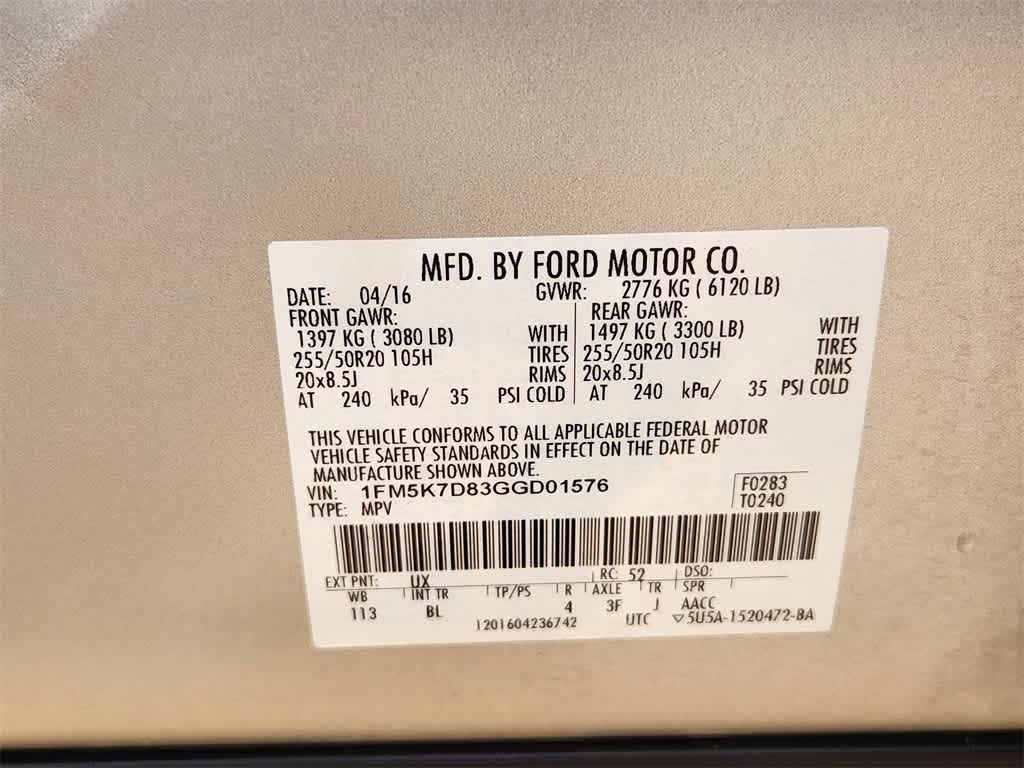 MFD. BY FORD MOTOR CO.
DATE: 04/16 GVWR: 2776 KG ( 6120 LB)
FRONT GAWR: REAR GAWR:
1397 KG ( 3080 LB) WITH 1497 KG ( 3300 LB) WITH
255/50R20 105H TIRES 255/50R20 105H TIRES
20x8.5J RIMS 20x8.5J RIMS
AT 240 kPa/ 35 PSI COLD AT 240 kPa/ 35 PSI COLD
THIS VEHICLE CONFORMS TO ALL APPLICABLE FEDERAL MOTOR
VEHICLE SAFETY STANDARDS IN EFFECT ON THE DATE OF
MANUFACTURE SHOWN ABOVE.
VIN: 1FM5K7D83GGD01576 F0283
TYPE: MPV T0240
EXT PNT: UX RC: 52 DSO:
WB INT TR TP/PS R AXLE TR SPR
113 BL 4 3F J AACC
1201604236742 UTC ▽5U5A-1520472-BA